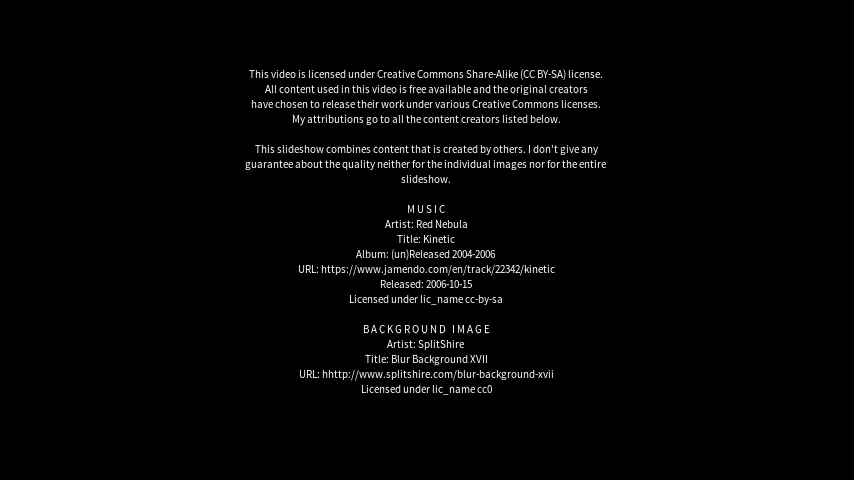 This video is licensed under Creative Commons Share-Alike (CC BY-SA) license.
All content used in this video is free available and the original creators
have chosen to release their work under various Creative Commons licenses.
My attributions go to all the content creators listed below.
This slideshow combines content that is created by others. I don't give any
guarantee about the quality neither for the individual images nor for the entire
slideshow.
MUSIC
Artist: Red Nebula
Title: Kinetic
Album: (un)Released 2004-2006
URL: https://www.jamendo.com/en/track/22342/kinetic
Released: 2006-10-15
Licensed under lic_name cc-by-sa
BACKGROUND IMAGE
Artist: SplitShire
Title: Blur Background XVII
URL: hhttp://www.splitshire.com/blur-background-xvii
Licensed under lic_name cc0